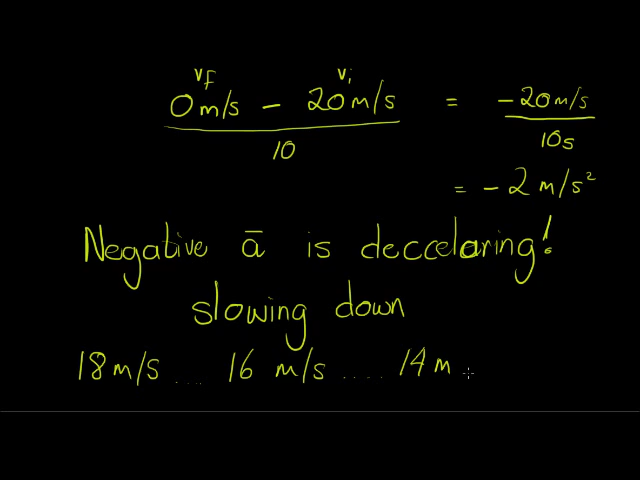 vf vi
0 m/s – 20 m/s = –20 m/s
10 10s
= –2 m/s²
Negative ā is deccelaring!
slowing down
18 m/s .... 16 m/s ..... 14 m